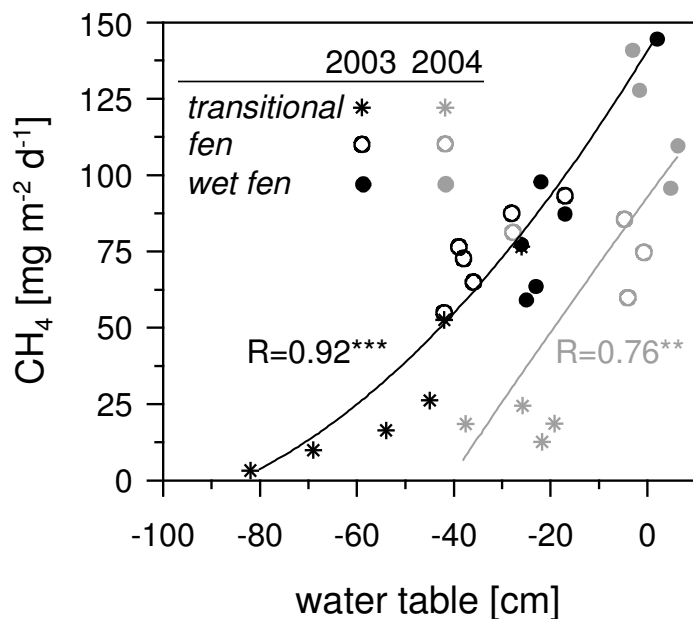 150
125
100
75
50
25
0
CH₄ [mg m⁻² d⁻¹]
2003 2004
transitional
fen
wet fen
R=0.92***
R=0.76**
-100 -80 -60 -40 -20 0
water table [cm]